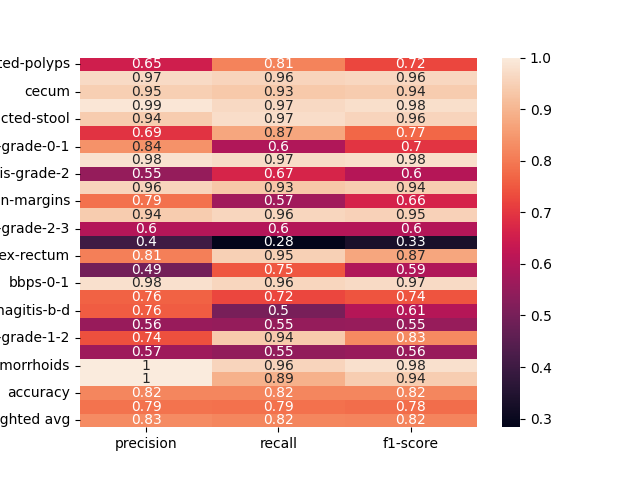 ted-polyps 0.65 0.81 0.72
0.97 0.96 0.96
cecum 0.95 0.93 0.94
0.99 0.97 0.98
cted-stool 0.94 0.97 0.96
0.69 0.87 0.77
-grade-0-1 0.84 0.6 0.7
0.98 0.97 0.98
is-grade-2 0.55 0.67 0.6
0.96 0.93 0.94
n-margins 0.79 0.57 0.66
0.94 0.96 0.95
-grade-2-3 0.6 0.6 0.6
0.4 0.28 0.33
ex-rectum 0.81 0.95 0.87
0.49 0.75 0.59
bbps-0-1 0.98 0.96 0.97
0.76 0.72 0.74
nagitis-b-d 0.76 0.5 0.61
0.56 0.55 0.55
-grade-1-2 0.74 0.94 0.83
0.57 0.55 0.56
morrhoids 1 0.96 0.98
1 0.89 0.94
accuracy 0.82 0.82 0.82
0.79 0.79 0.78
ghted avg 0.83 0.82 0.82
precision recall f1-score
1.0
0.9
0.8
0.7
0.6
0.5
0.4
0.3